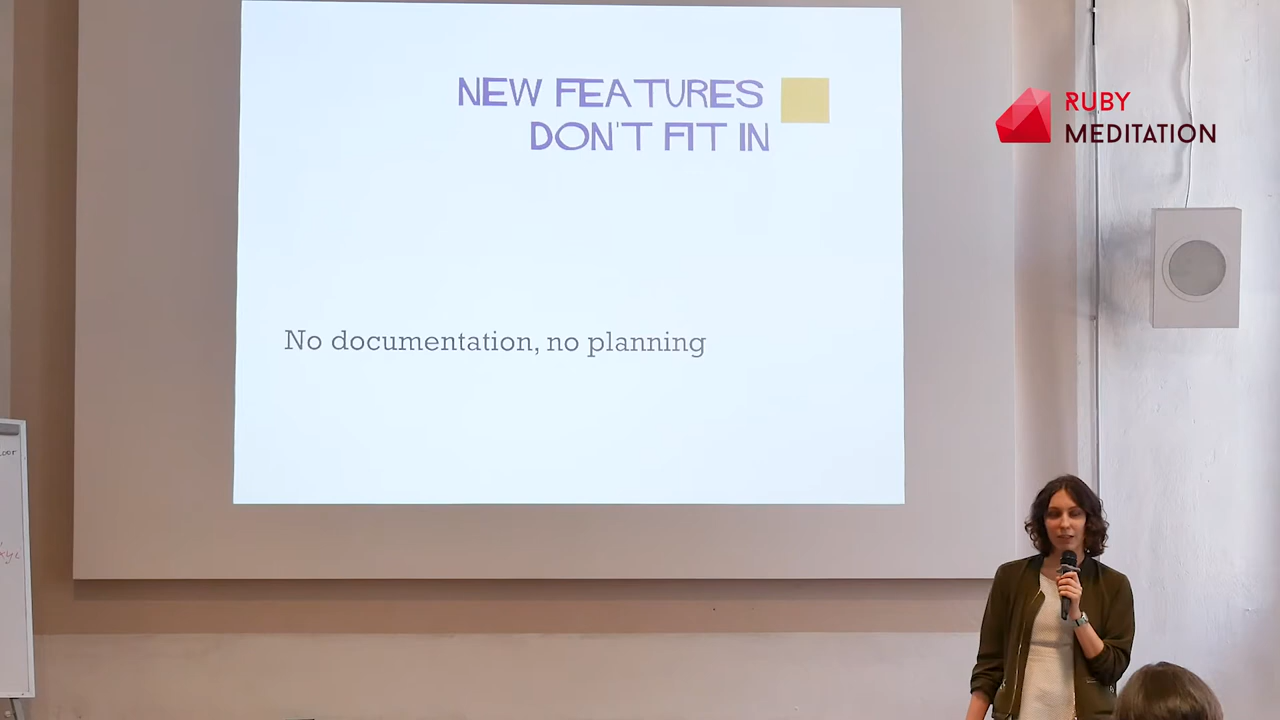 NEW FEATURES
DON'T FIT IN
No documentation, no planning
RUBY
MEDITATION